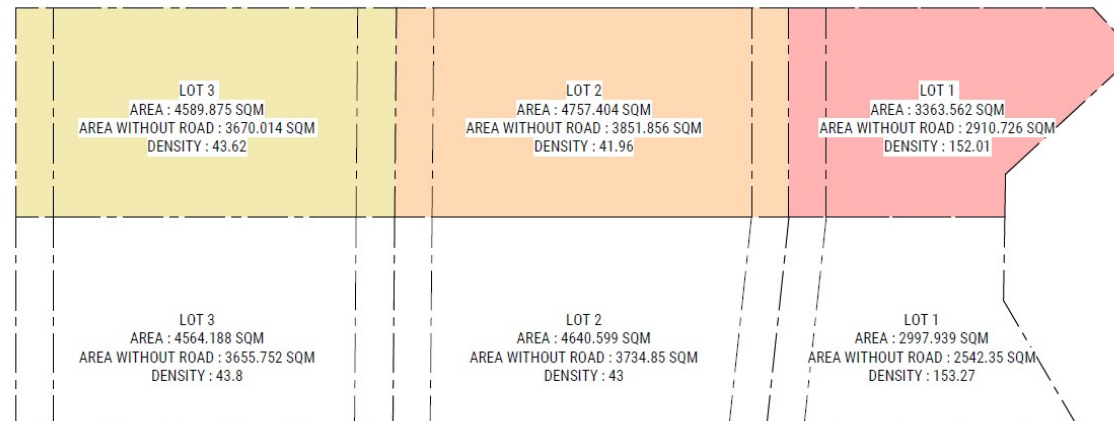 LOT 3
AREA : 4589.875 SQM
AREA WITHOUT ROAD : 3670.014 SQM
DENSITY : 43.62
LOT 2
AREA : 4757.404 SQM
AREA WITHOUT ROAD : 3851.856 SQM
DENSITY : 41.96
LOT 1
AREA : 3363.562 SQM
AREA WITHOUT ROAD : 2910.726 SQM
DENSITY : 152.01
LOT 3
AREA : 4564.188 SQM
AREA WITHOUT ROAD : 3655.752 SQM
DENSITY : 43.8
LOT 2
AREA : 4640.599 SQM
AREA WITHOUT ROAD : 3734.85 SQM
DENSITY : 43
LOT 1
AREA : 2997.939 SQM
AREA WITHOUT ROAD : 2542.35 SQM
DENSITY : 153.27